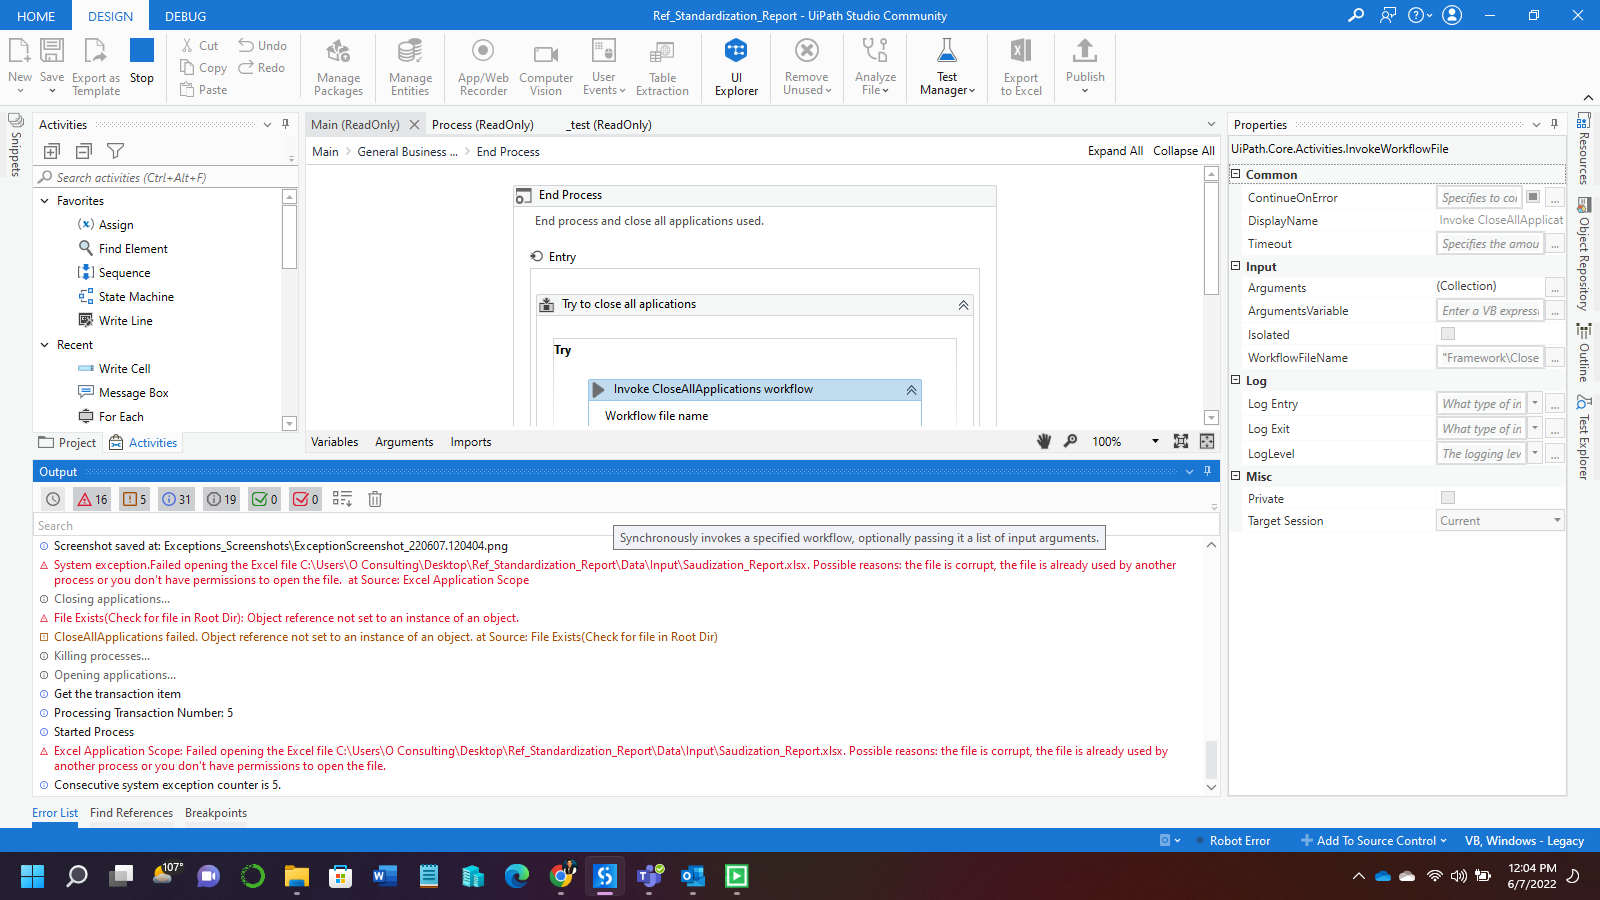 HOME DESIGN DEBUG Ref_Standardization_Report - UiPath Studio Community
New Save Export as Template Stop Cut Copy Paste Undo Redo Manage Packages Manage Entities App/Web Recorder Computer Vision User Events Table Extraction UI Explorer Remove Unused Analyze File Test Manager Export to Excel Publish
Snippets
Activities
Search activities (Ctrl+Alt+F)
Favorites
(x) Assign
Find Element
Sequence
State Machine
Write Line
Recent
Write Cell
Message Box
For Each
Project Activities
Main (ReadOnly) Process (ReadOnly) _test (ReadOnly)
Main General Business ... End Process Expand All Collapse All
End Process
End process and close all applications used.
Entry
Try to close all aplications
Try
Invoke CloseAllApplications workflow
Workflow file name
Variables Arguments Imports 100%
Properties
UiPath.Core.Activities.InvokeWorkflowFile
Common
ContinueOnError Specifies to coi ...
DisplayName Invoke CloseAllApplicat
Timeout Specifies the amou ...
Input
Arguments (Collection) ...
ArgumentsVariable Enter a VB express ...
Isolated
WorkflowFileName "Framework\Close ...
Log
Log Entry What type of in ...
Log Exit What type of in ...
LogLevel The logging lev ...
Misc
Private
Target Session Current
Resources
Object Repository
Outline
Test Explorer
Output
16 5 31 19 0 0
Search
Synchronously invokes a specified workflow, optionally passing it a list of input arguments.
Screenshot saved at: Exceptions_Screenshots\ExceptionScreenshot_220607.120404.png
System exception.Failed opening the Excel file C:\Users\O Consulting\Desktop\Ref_Standardization_Report\Data\Input\Saudization_Report.xlsx. Possible reasons: the file is corrupt, the file is already used by another
process or you don't have permissions to open the file.  at Source: Excel Application Scope
Closing applications...
File Exists(Check for file in Root Dir): Object reference not set to an instance of an object.
CloseAllApplications failed. Object reference not set to an instance of an object. at Source: File Exists(Check for file in Root Dir)
Killing processes...
Opening applications...
Get the transaction item
Processing Transaction Number: 5
Started Process
Excel Application Scope: Failed opening the Excel file C:\Users\O Consulting\Desktop\Ref_Standardization_Report\Data\Input\Saudization_Report.xlsx. Possible reasons: the file is corrupt, the file is already used by
another process or you don't have permissions to open the file.
Consecutive system exception counter is 5.
Error List Find References Breakpoints
Robot Error Add To Source Control VB, Windows - Legacy
107°
12:04 PM
6/7/2022